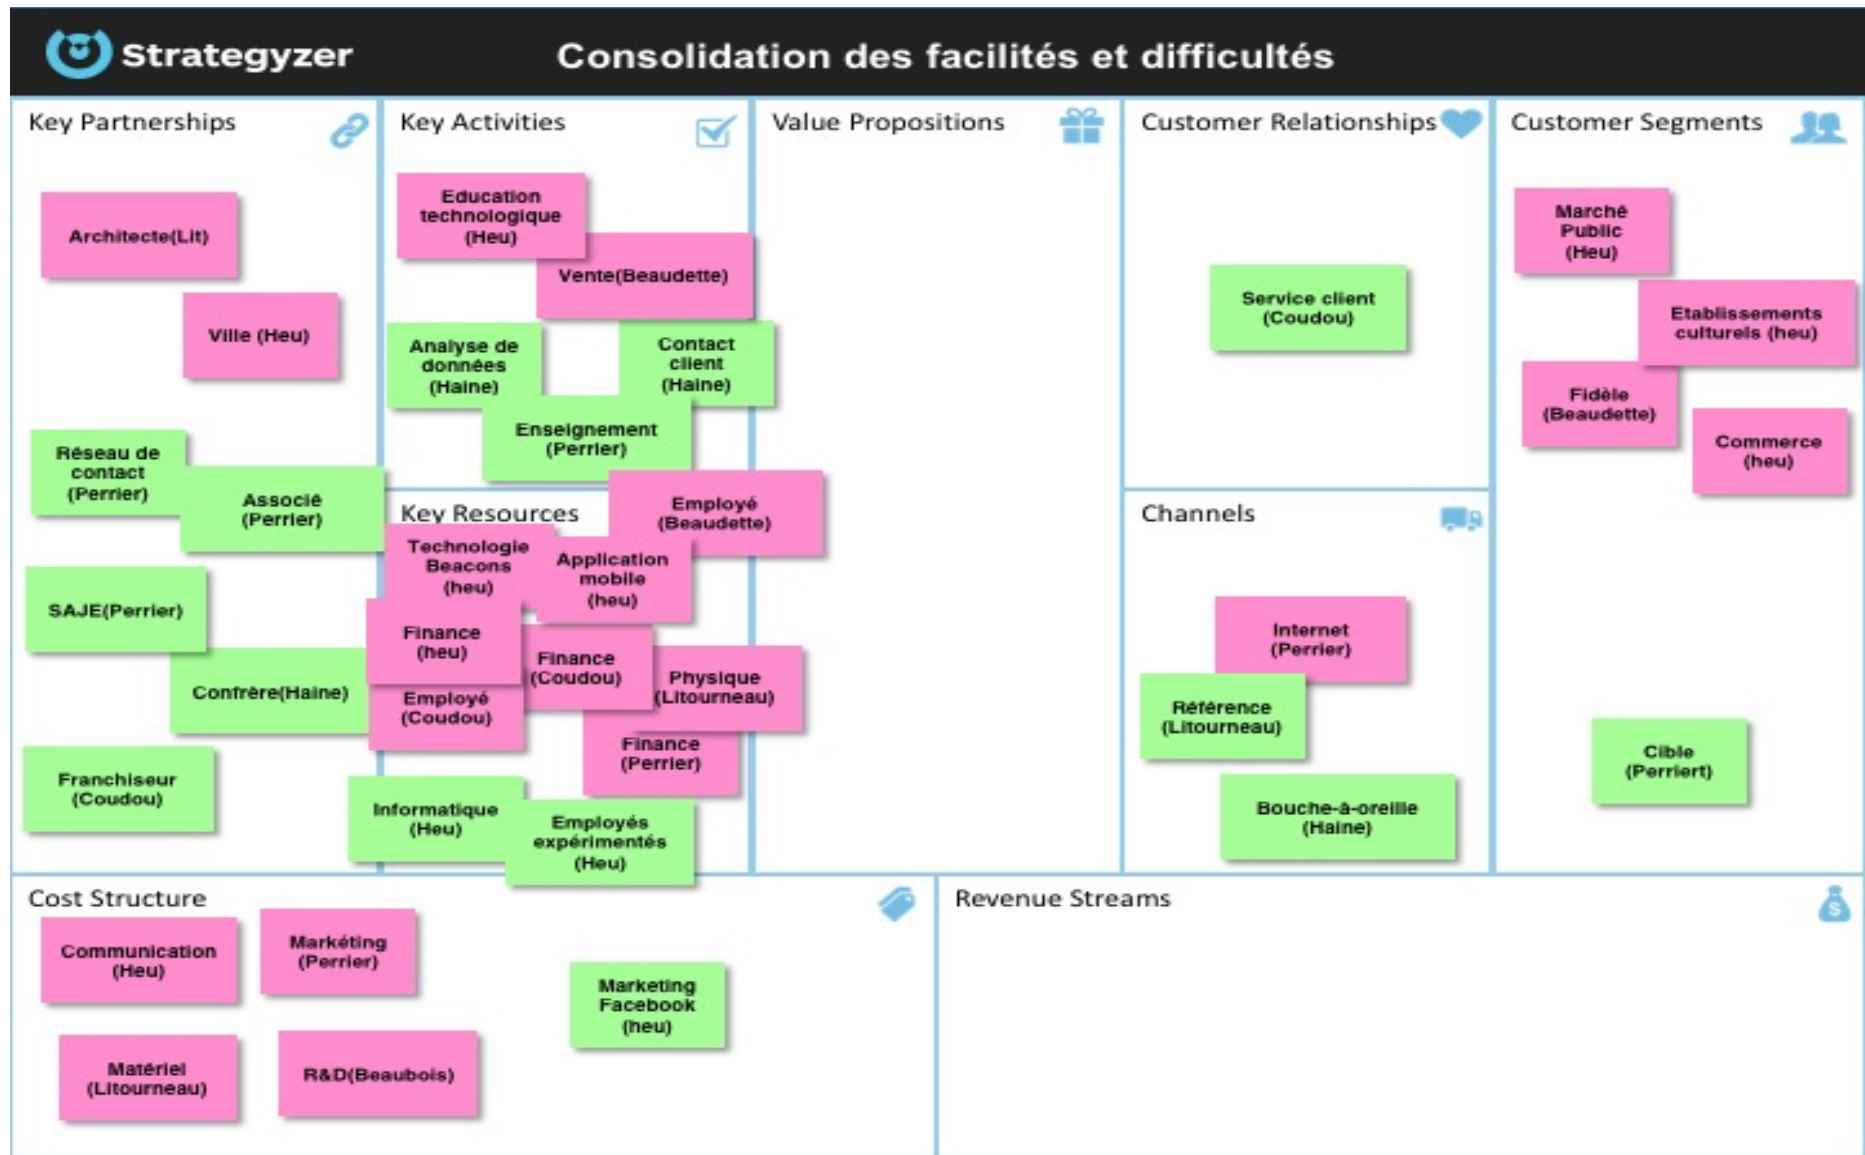 Strategyzer
Consolidation des facilités et difficultés
Key Partnerships
Architecte(Lit)
Ville (Heu)
Réseau de
contact
(Perrier)
Associé
(Perrier)
SAJE(Perrier)
Confrère(Haine)
Franchiseur
(Coudou)
Key Activities
Education
technologique
(Heu)
Vente(Beaudette)
Analyse de
données
(Haine)
Contact
client
(Haine)
Enseignement
(Perrier)
Key Resources
Employé
(Beaudette)
Technologie
Beacons
(heu)
Application
mobile
(heu)
Finance
(heu)
Finance
(Coudou)
Physique
(Litourneau)
Employé
(Coudou)
Finance
(Perrier)
Informatique
(Heu)
Employés
expérimentés
(Heu)
Value Propositions
Customer Relationships
Service client
(Coudou)
Channels
Internet
(Perrier)
Référence
(Litourneau)
Bouche-à-oreille
(Haine)
Customer Segments
Marché
Public
(Heu)
Etablissements
culturels (heu)
Fidèle
(Beaudette)
Commerce
(heu)
Cible
(Perriert)
Cost Structure
Communication
(Heu)
Markéting
(Perrier)
Marketing
Facebook
(heu)
Matériel
(Litourneau)
R&D(Beaubois)
Revenue Streams
S